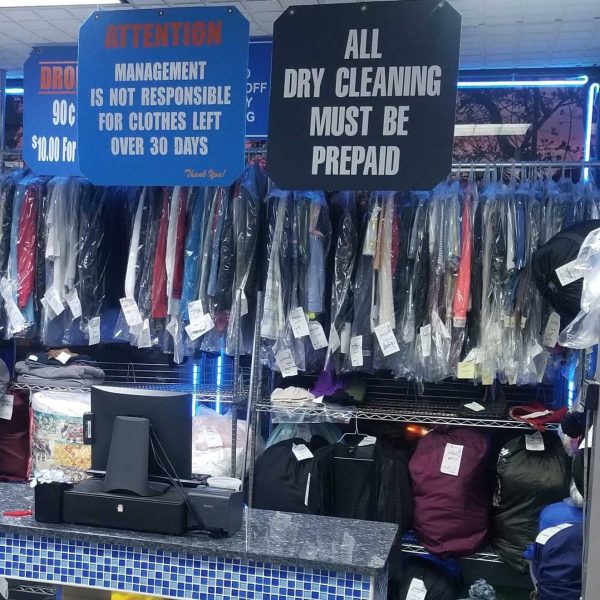 DRO
90¢
$10.00 For
ATTENTION
MANAGEMENT
IS NOT RESPONSIBLE
FOR CLOTHES LEFT
OVER 30 DAYS
Thank You!
OFF
G
ALL
DRY CLEANING
MUST BE
PREPAID